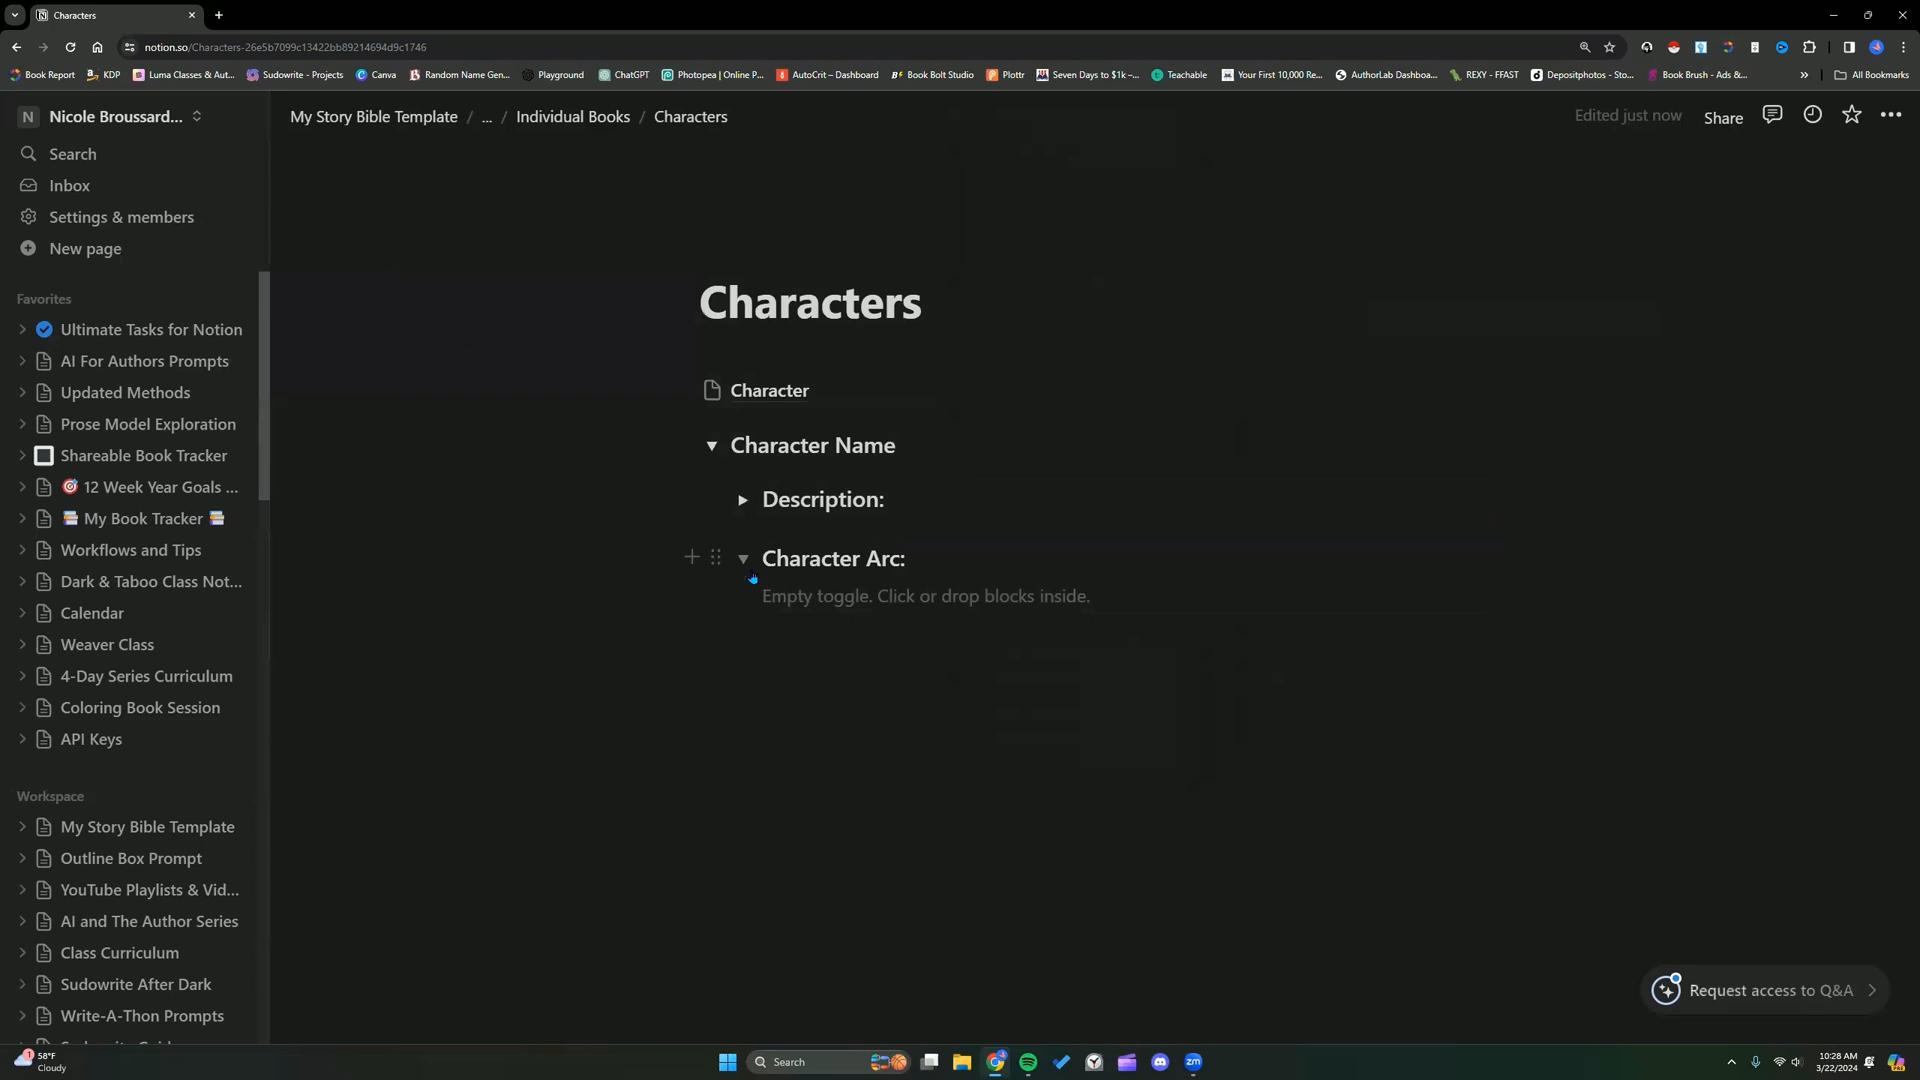 Characters
notion.so/Characters-26e5b7099c13422bb89214694d9c1746
Book Report
KDP
Luma Classes & Aut...
Sudowrite - Projects
Canva
Random Name Gen...
Playground
ChatGPT
Photopea | Online P...
AutoCrit – Dashboard
Book Bolt Studio
Plottr
Seven Days to $1k –...
Teachable
Your First 10,000 Re...
AuthorLab Dashboa...
REXY - FFAST
Depositphotos - Sto...
Book Brush - Ads &...
»
All Bookmarks
N Nicole Broussard...
My Story Bible Template / ... / Individual Books / Characters
Edited just now
Share
Search
Inbox
Settings & members
New page
Favorites
Ultimate Tasks for Notion
AI For Authors Prompts
Updated Methods
Prose Model Exploration
Shareable Book Tracker
12 Week Year Goals ...
My Book Tracker
Workflows and Tips
Dark & Taboo Class Not...
Calendar
Weaver Class
4-Day Series Curriculum
Coloring Book Session
API Keys
Workspace
My Story Bible Template
Outline Box Prompt
YouTube Playlists & Vid...
AI and The Author Series
Class Curriculum
Sudowrite After Dark
Write-A-Thon Prompts
Characters
Character
Character Name
Description:
Character Arc:
Empty toggle. Click or drop blocks inside.
Request access to Q&A
1
58°F
Cloudy
Search
zm
10:28 AM
3/22/2024